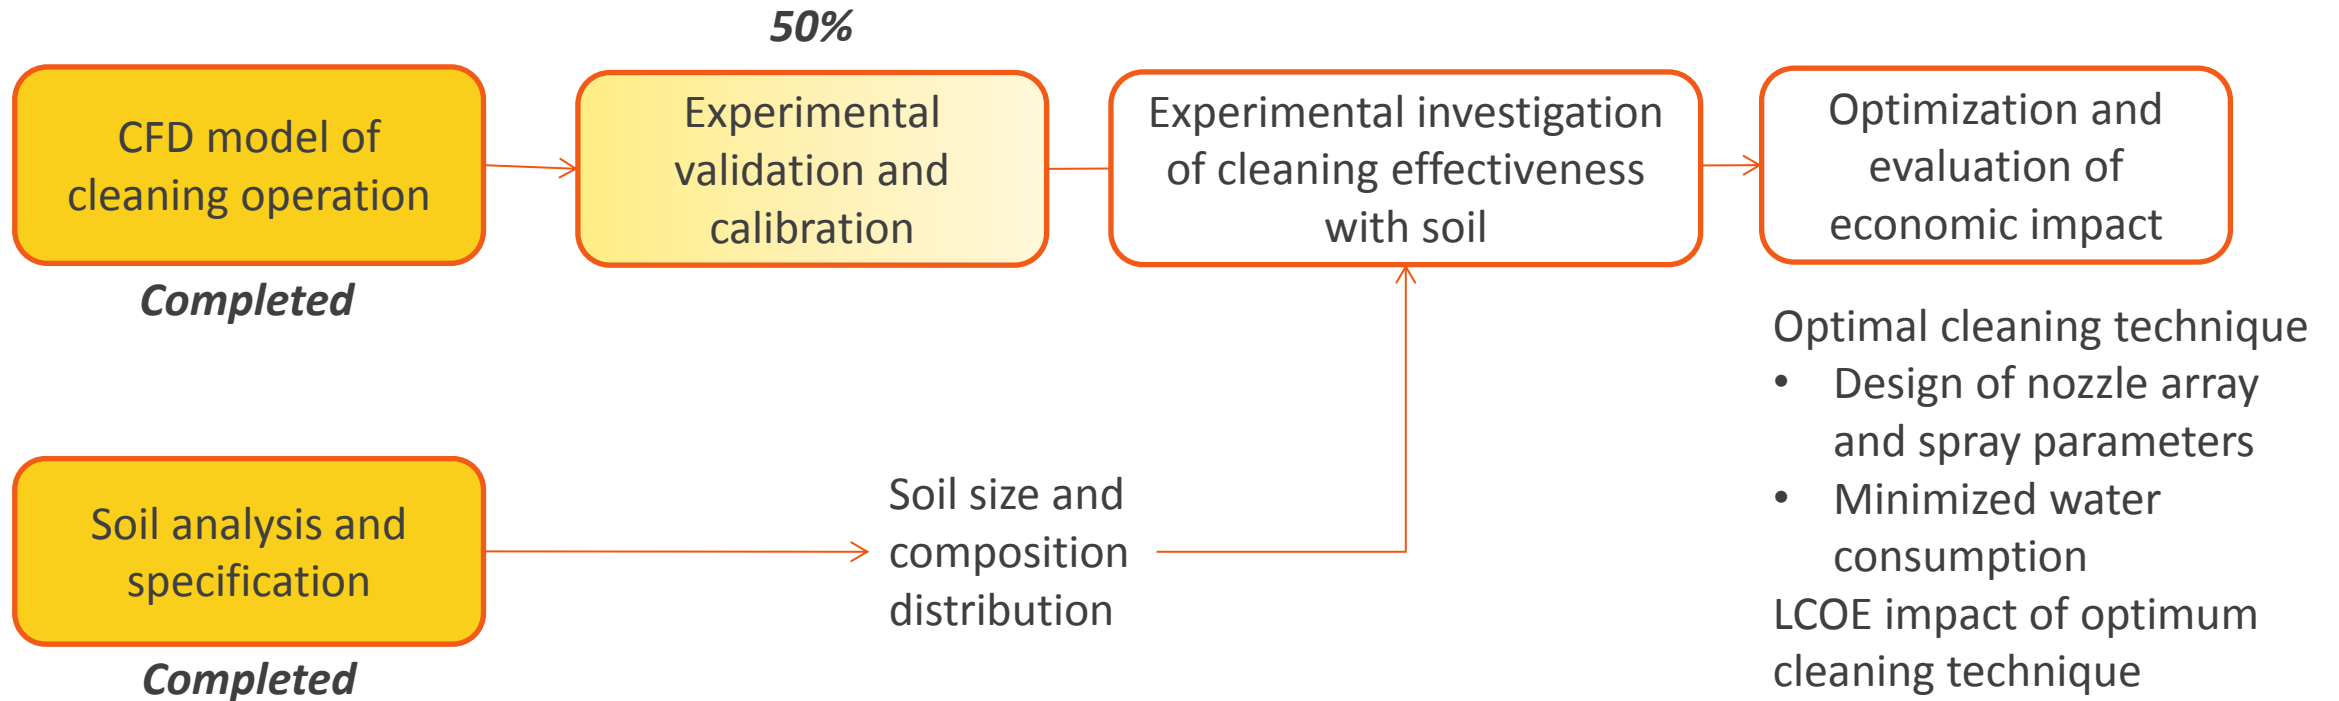 50%
CFD model of
cleaning operation
Completed
Experimental
validation and
calibration
Experimental investigation
of cleaning effectiveness
with soil
Optimization and
evaluation of
economic impact
Optimal cleaning technique
• Design of nozzle array
and spray parameters
• Minimized water
consumption
LCOE impact of optimum
cleaning technique
Soil analysis and
specification
Completed
Soil size and
composition
distribution